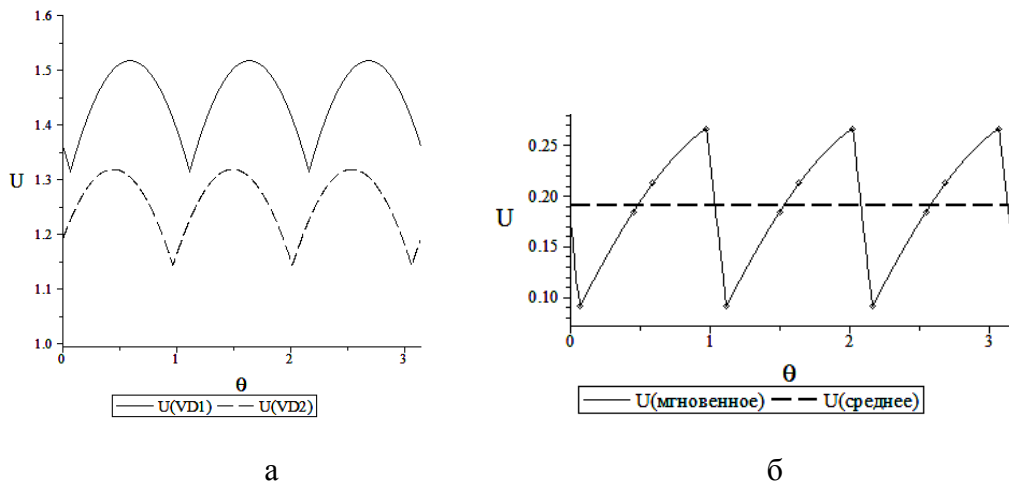 1.6
1.5
1.4
U 1.3
1.2
1.1
1.0
0 1 2 3
θ
U(VD1) U(VD2)
а
0.25
0.20
U
0.15
0.10
0 1 2 3
θ
U(мгновенное) U(среднее)
б